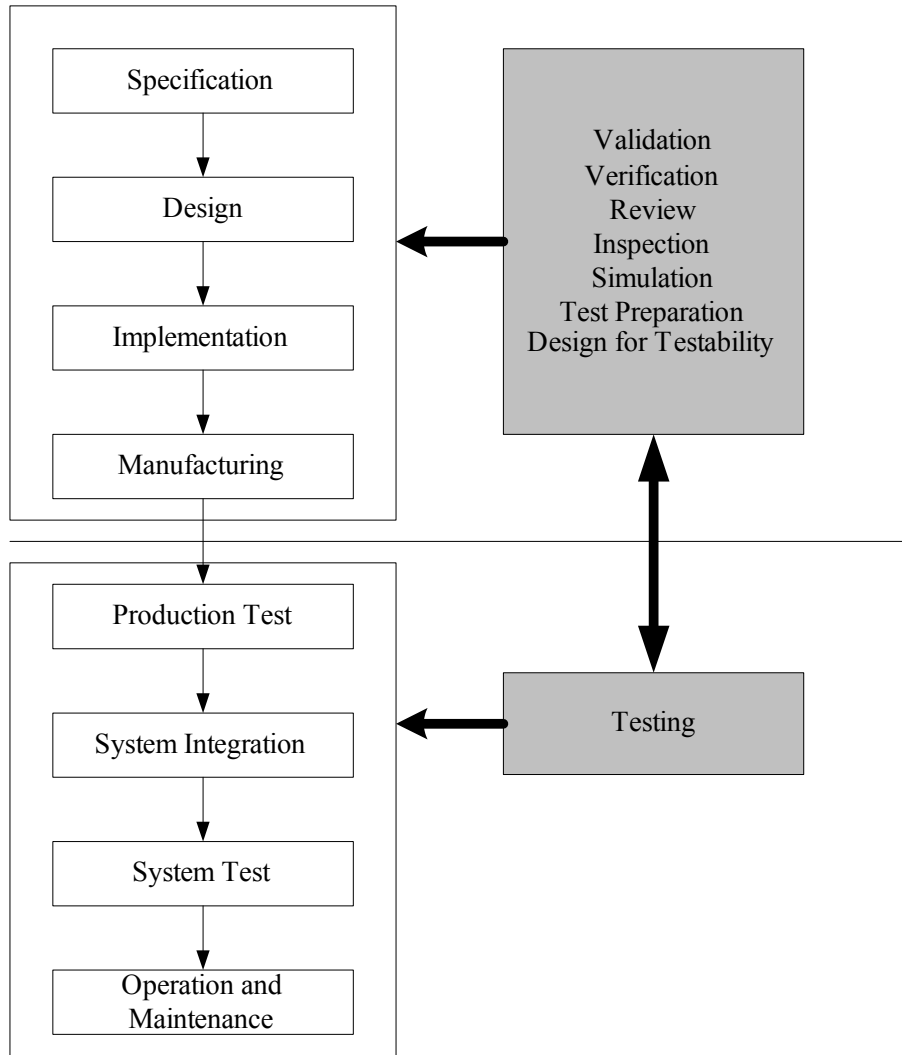 Specification
Design
Implementation
Manufacturing
Validation
Verification
Review
Inspection
Simulation
Test Preparation
Design for Testability
Production Test
System Integration
System Test
Operation and
Maintenance
Testing